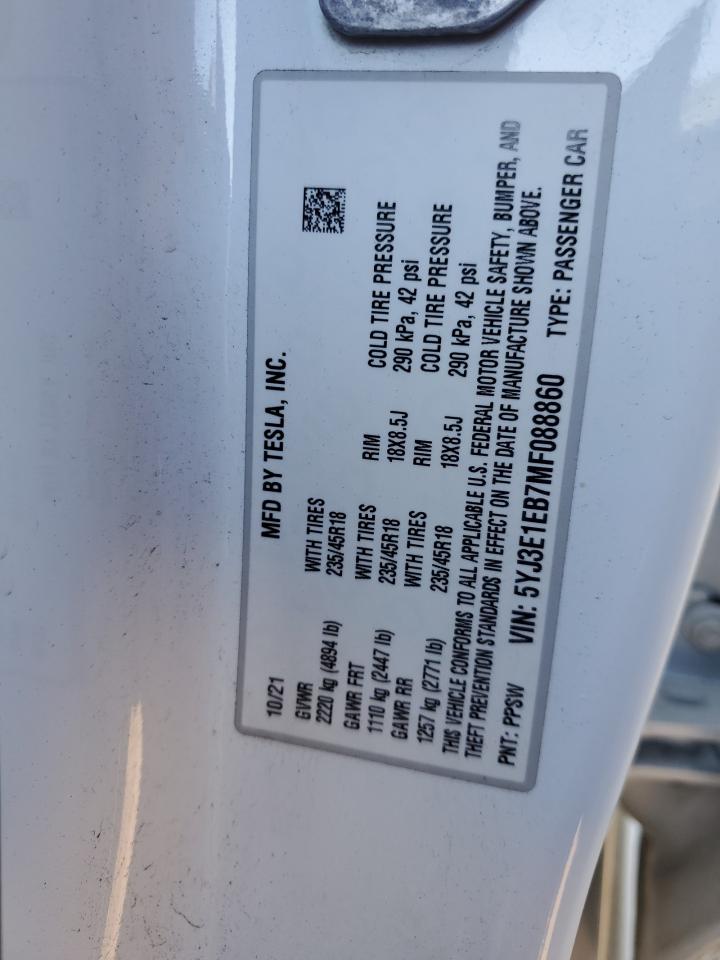 10/21 MFD BY TESLA, INC.
GVWR WITH TIRES
2220 kg (4894 lb) 235/45R18
GAWR FRT WITH TIRES RIM COLD TIRE PRESSURE
1110 kg (2447 lb) 235/45R18 18X8.5J 290 kPa, 42 psi
GAWR RR WITH TIRES RIM COLD TIRE PRESSURE
1257 kg (2771 lb) 235/45R18 18X8.5J 290 kPa, 42 psi
THIS VEHICLE CONFORMS TO ALL APPLICABLE U.S. FEDERAL MOTOR VEHICLE SAFETY, BUMPER, AND
THEFT PREVENTION STANDARDS IN EFFECT ON THE DATE OF MANUFACTURE SHOWN ABOVE.
PNT: PPSW VIN: 5YJ3E1EB7MF088860 TYPE: PASSENGER CAR